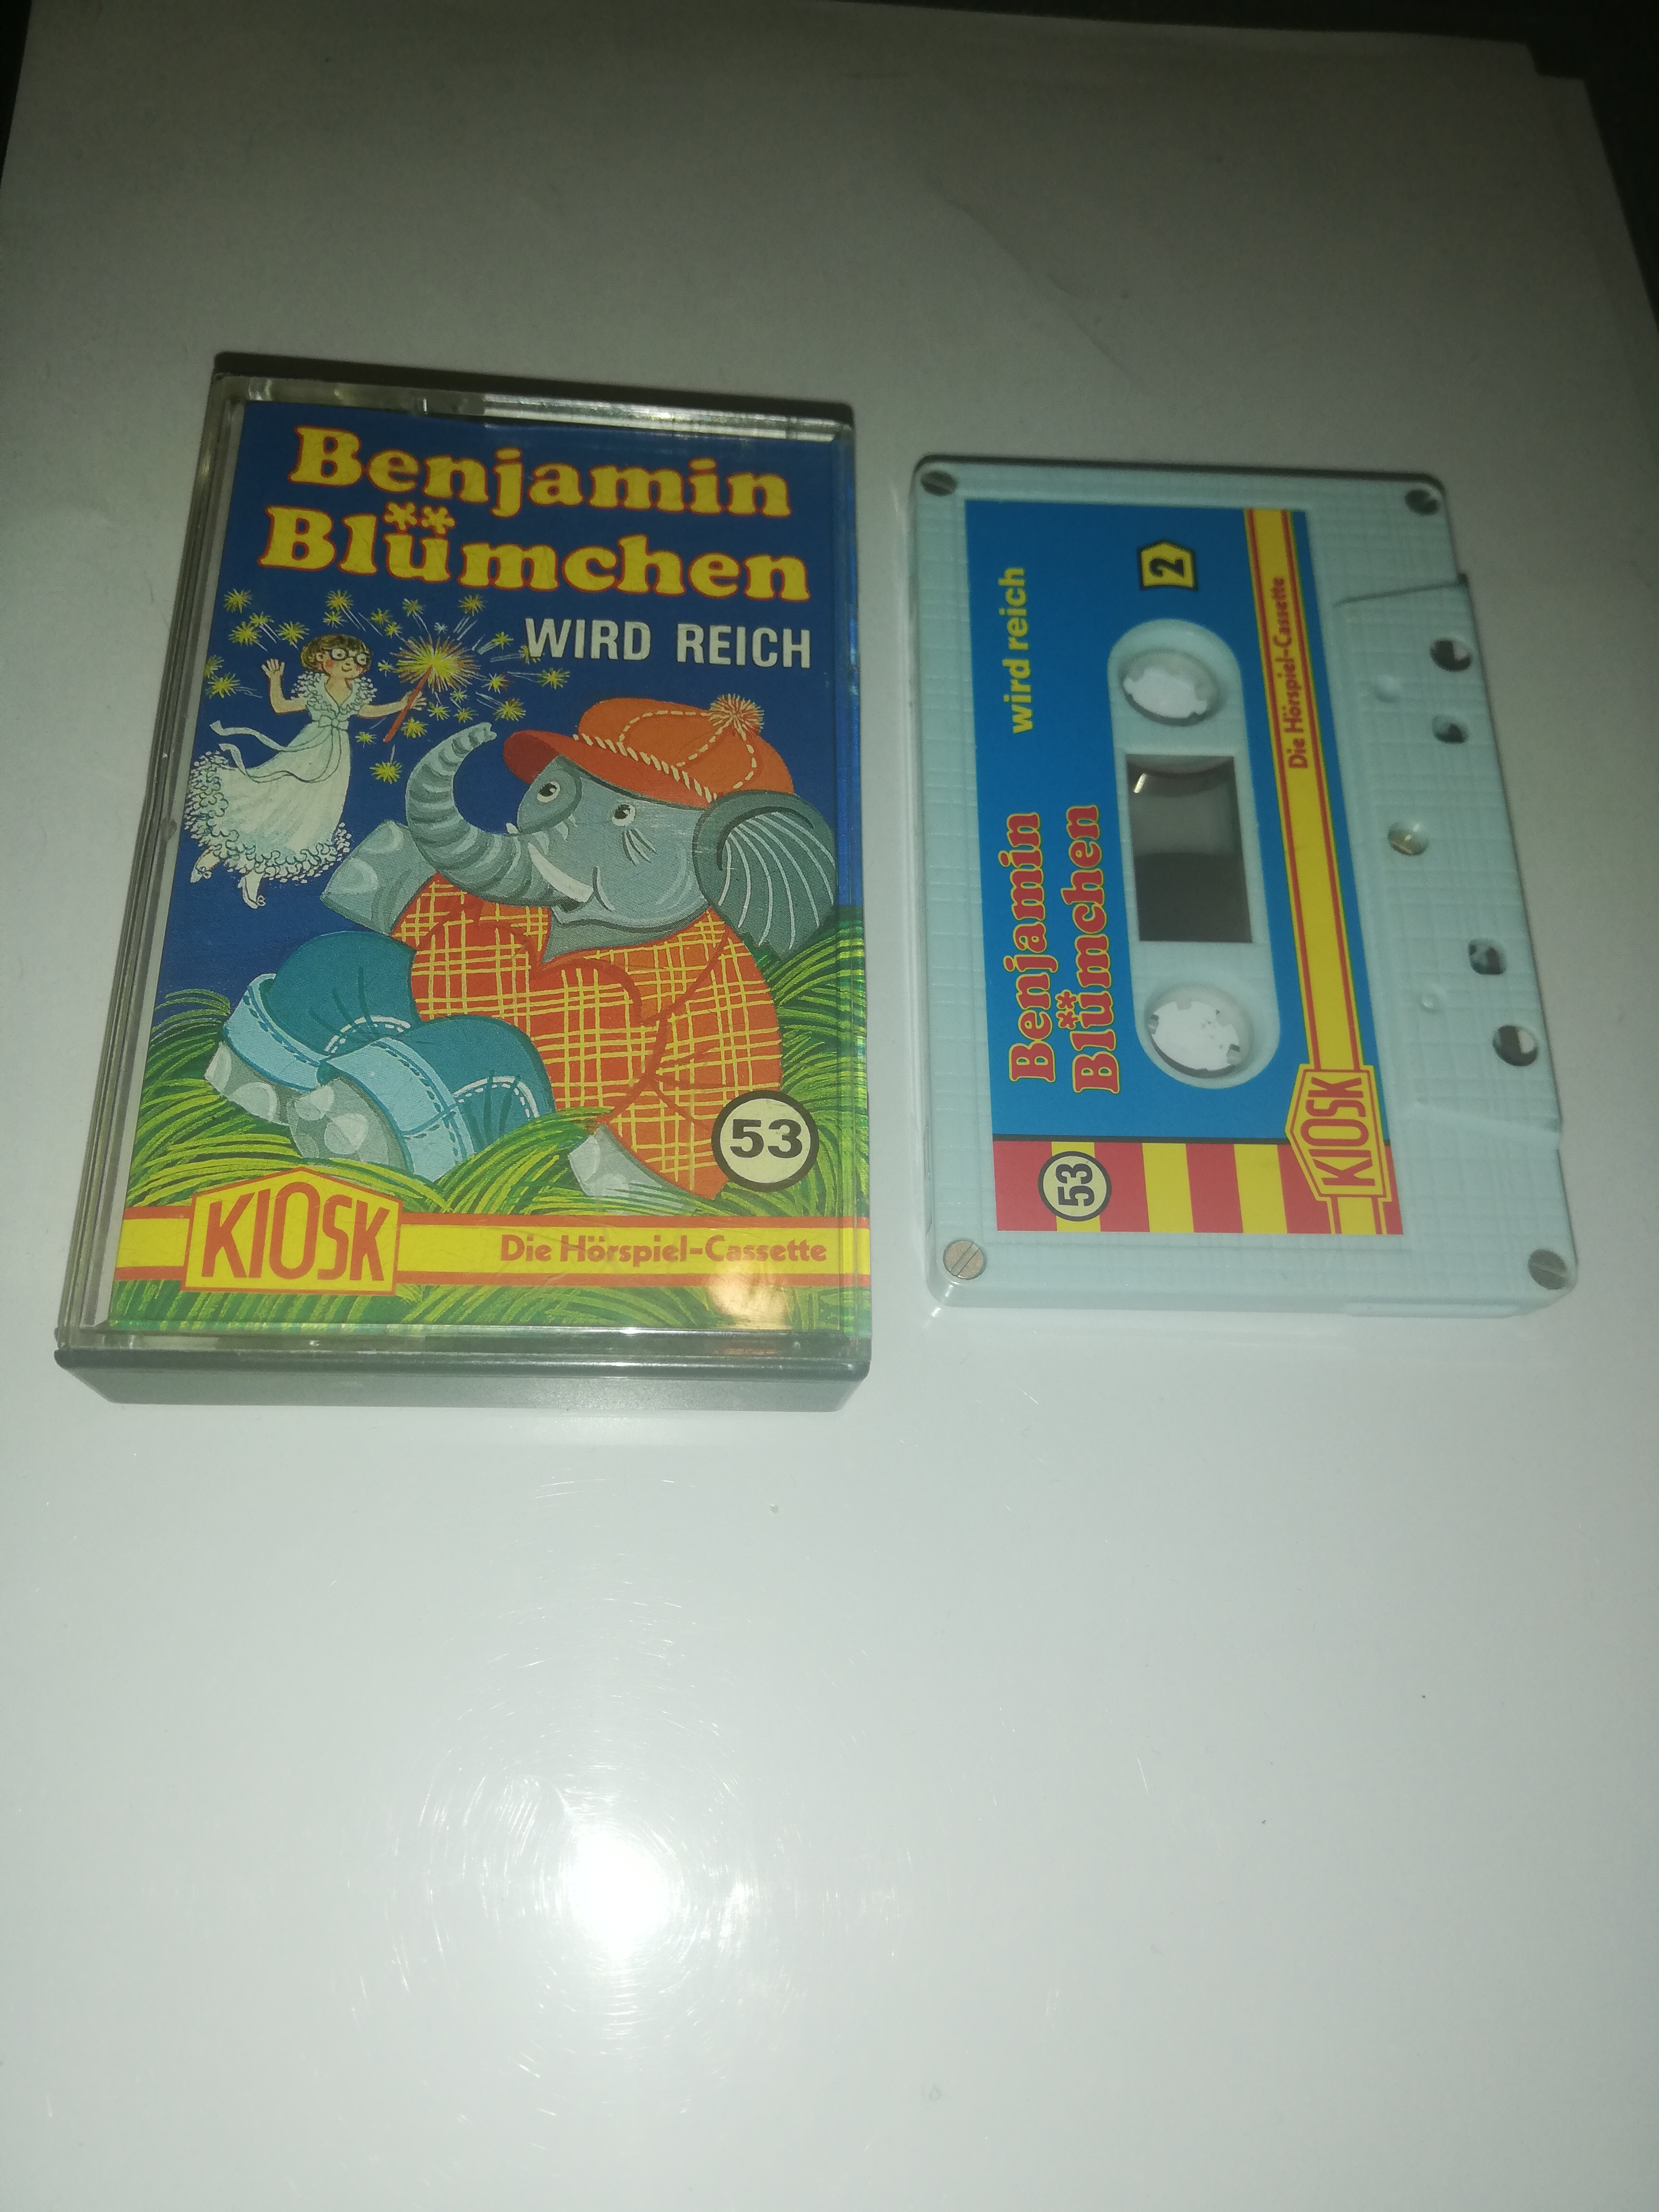 Benjamin
Blümchen
WIRD REICH
53
KIOSK
Die Hörspiel-Cassette
Benjamin
Blümchen
wird reich
2
53
KIOSK
Die Hörspiel-Cassette